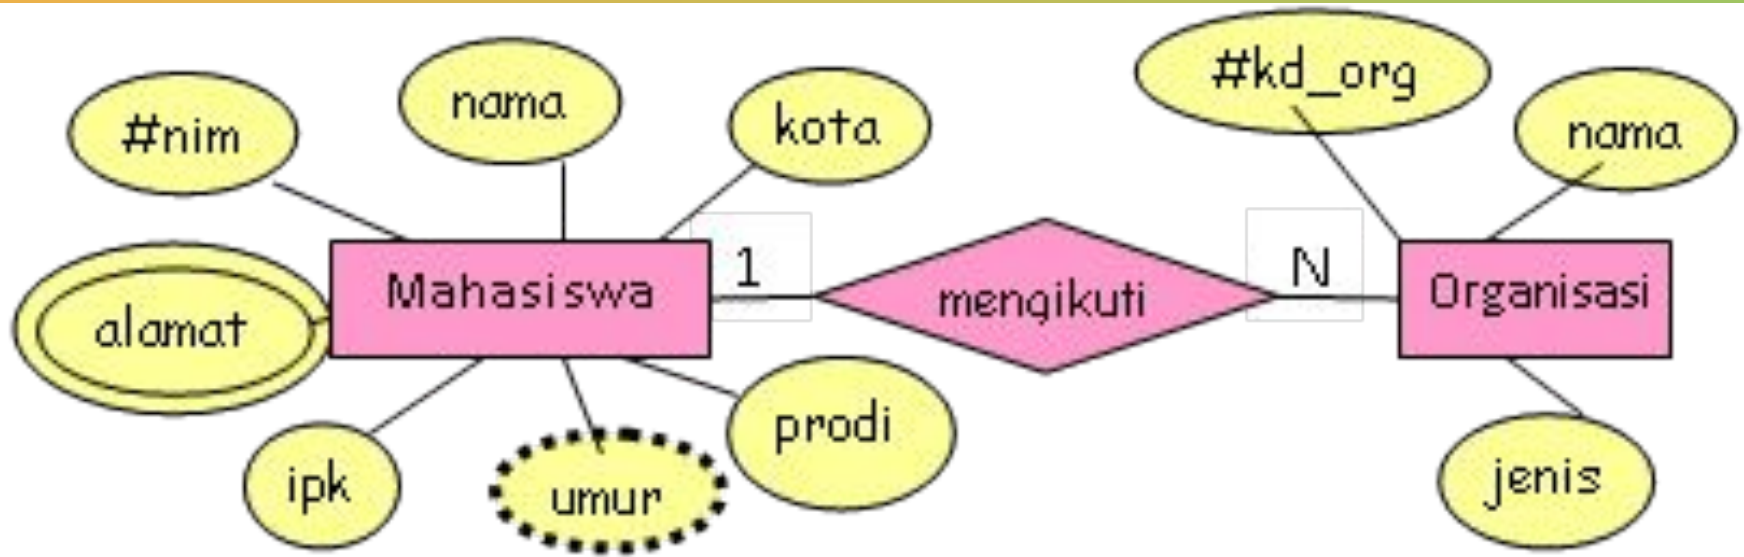 #nim
nama
kota
#kd_org
nama
alamat
Mahasiswa
1
mengikuti
N
Organisasi
ipk
umur
prodi
jenis